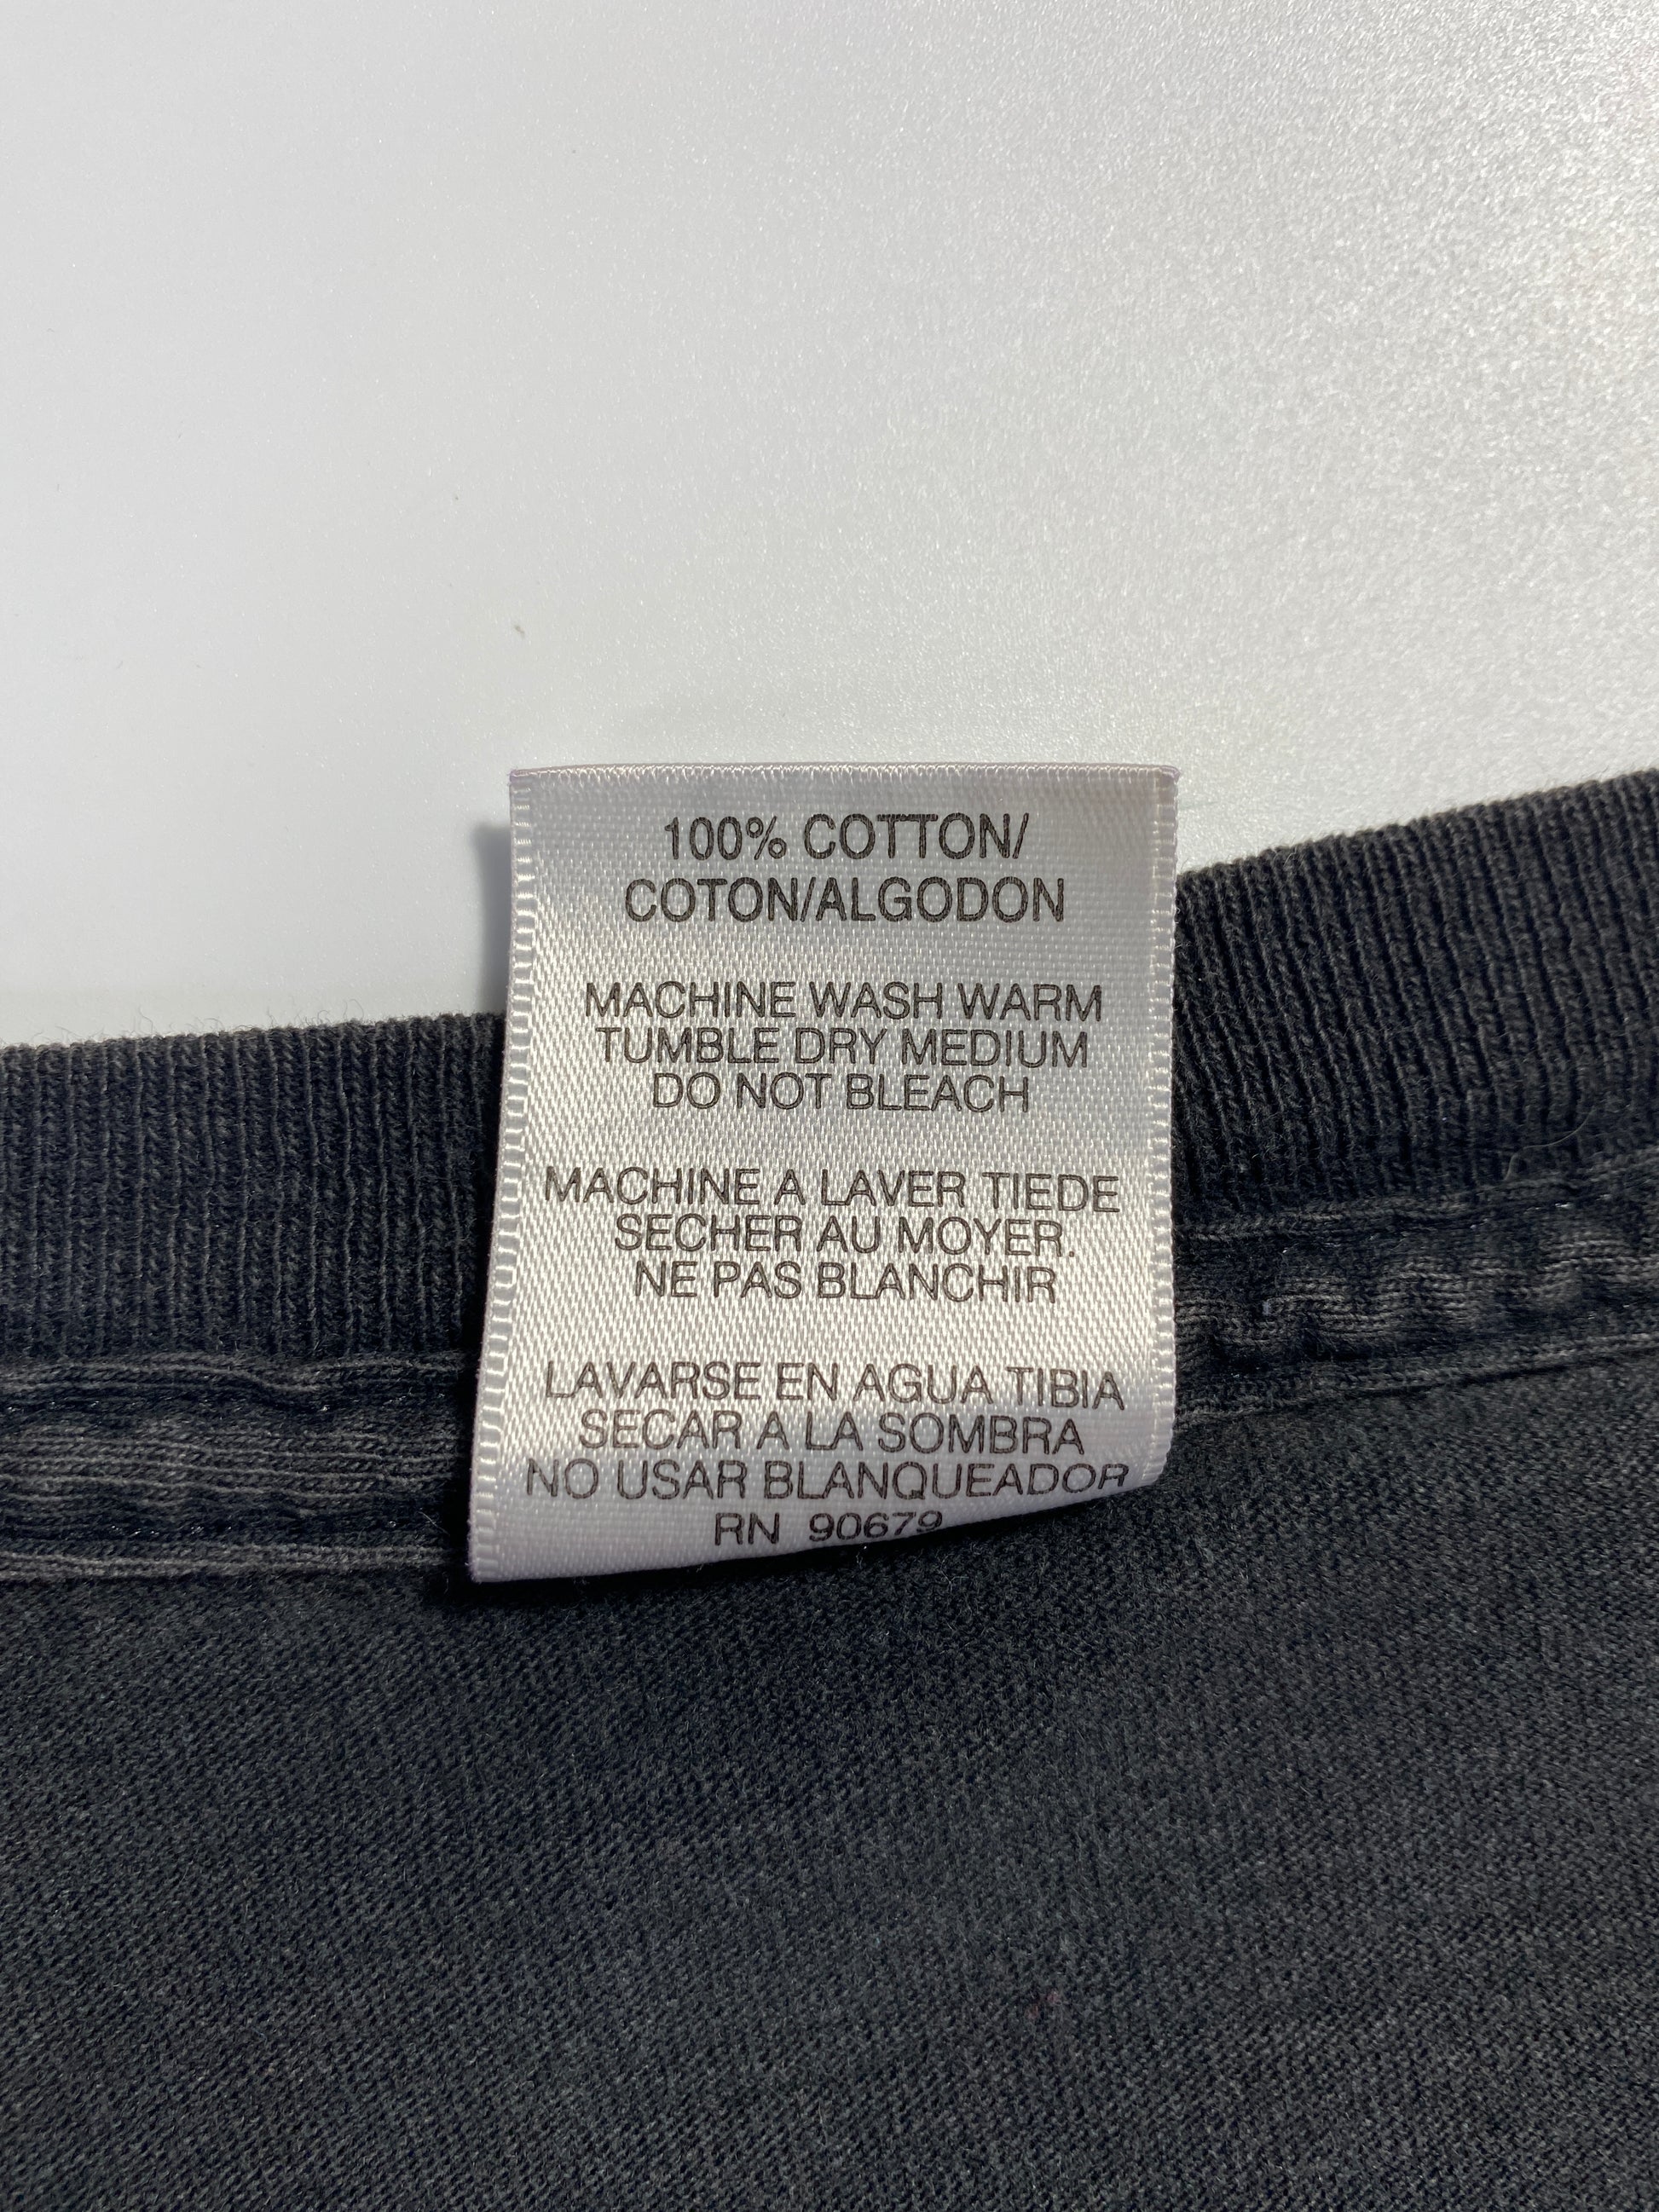 100% COTTON/
COTON/ALGODON
MACHINE WASH WARM
TUMBLE DRY MEDIUM
DO NOT BLEACH
MACHINE A LAVER TIEDE
SECHER AU MOYER.
NE PAS BLANCHIR
LAVARSE EN AGUA TIBIA
SECAR A LA SOMBRA
NO USAR BLANQUEADOR
RN 90679